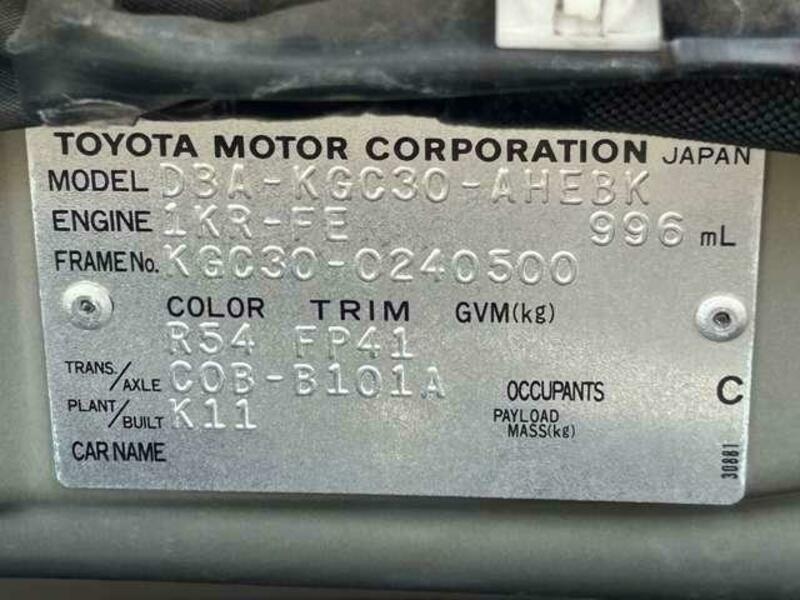 TOYOTA MOTOR CORPORATION JAPAN
MODEL DBA-KGC30-AHEBK
ENGINE 1KR-FE 996 mL
FRAME No. KGC30-0240500
COLOR TRIM GVM(kg)
R54 FP41
TRANS./AXLE C0B-B101A OCCUPANTS C
PLANT/BUILT K11 PAYLOAD MASS(kg)
CAR NAME
30881